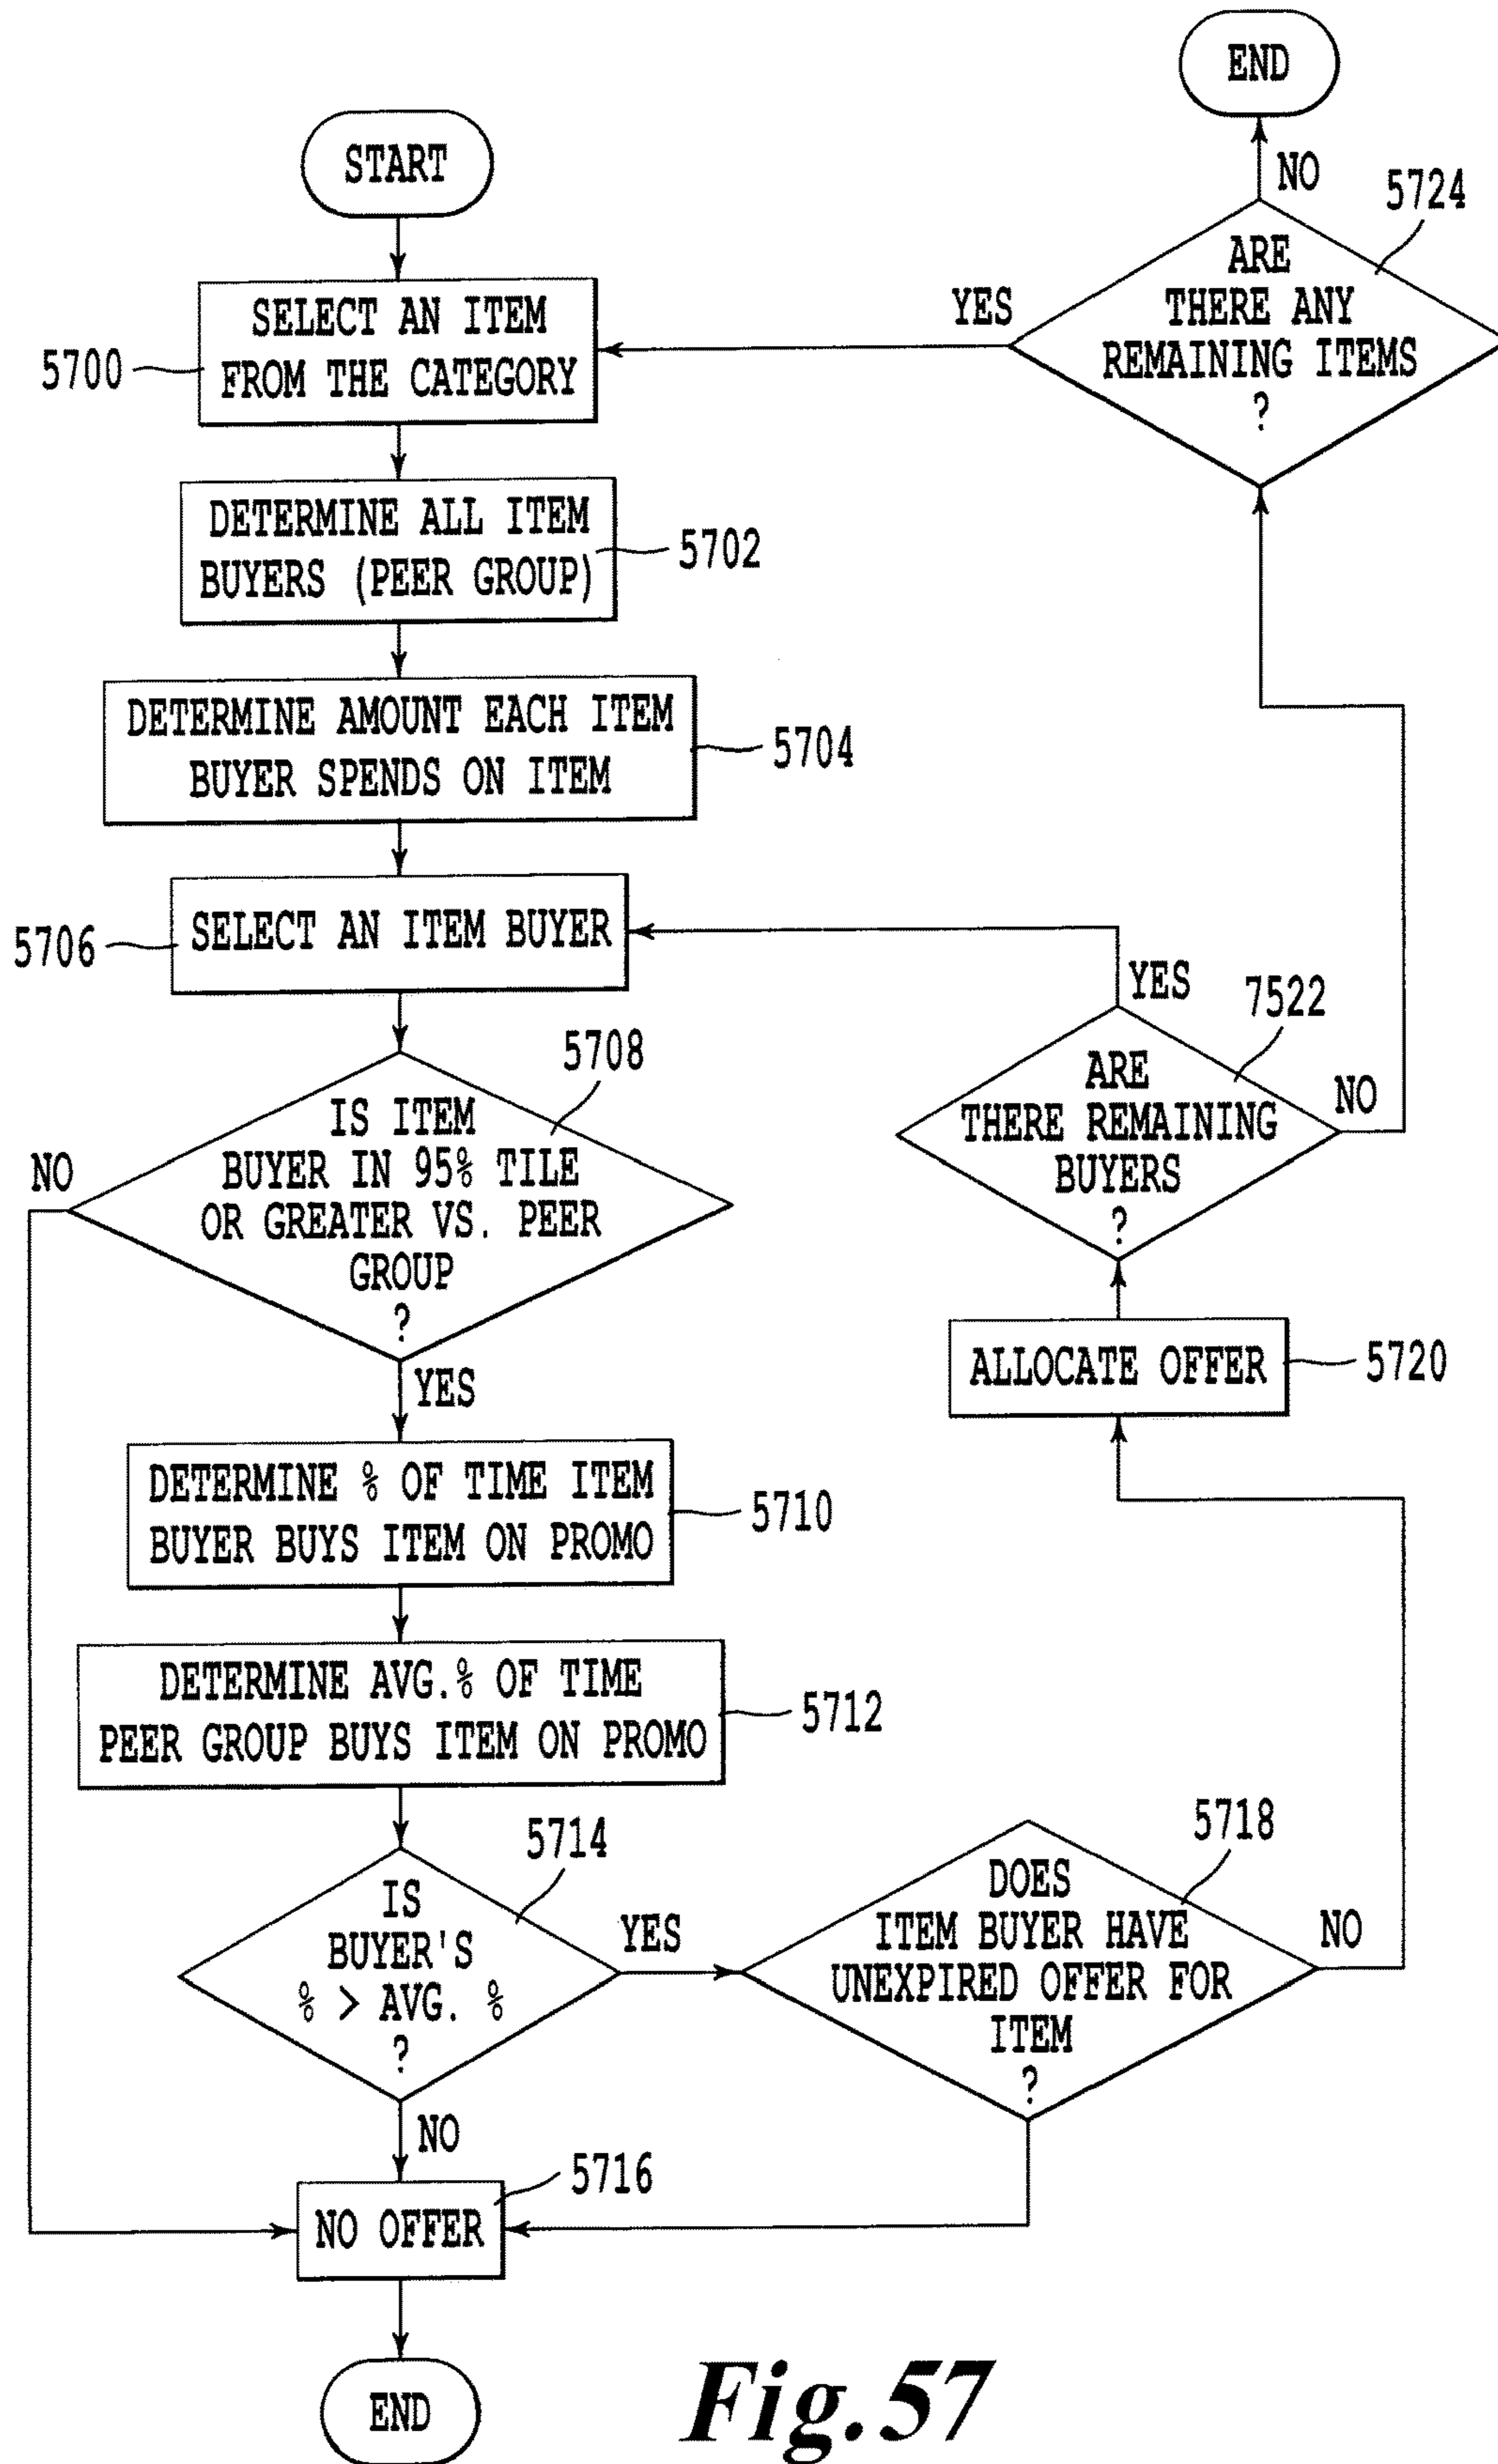 START
5700
SELECT AN ITEM
FROM THE CATEGORY
DETERMINE ALL ITEM
BUYERS (PEER GROUP)
5702
DETERMINE AMOUNT EACH ITEM
BUYER SPENDS ON ITEM
5704
5706
SELECT AN ITEM BUYER
5708
IS ITEM
BUYER IN 95% TILE
OR GREATER VS. PEER
GROUP
?
NO
YES
DETERMINE % OF TIME ITEM
BUYER BUYS ITEM ON PROMO
5710
DETERMINE AVG.% OF TIME
PEER GROUP BUYS ITEM ON PROMO
5712
5714
IS
BUYER'S
% > AVG. %
?
YES
NO
5716
NO OFFER
END
5718
DOES
ITEM BUYER HAVE
UNEXPIRED OFFER FOR
ITEM
?
NO
ALLOCATE OFFER
5720
7522
ARE
THERE REMAINING
BUYERS
?
YES
NO
5724
ARE
THERE ANY
REMAINING ITEMS
?
YES
NO
END
Fig.57